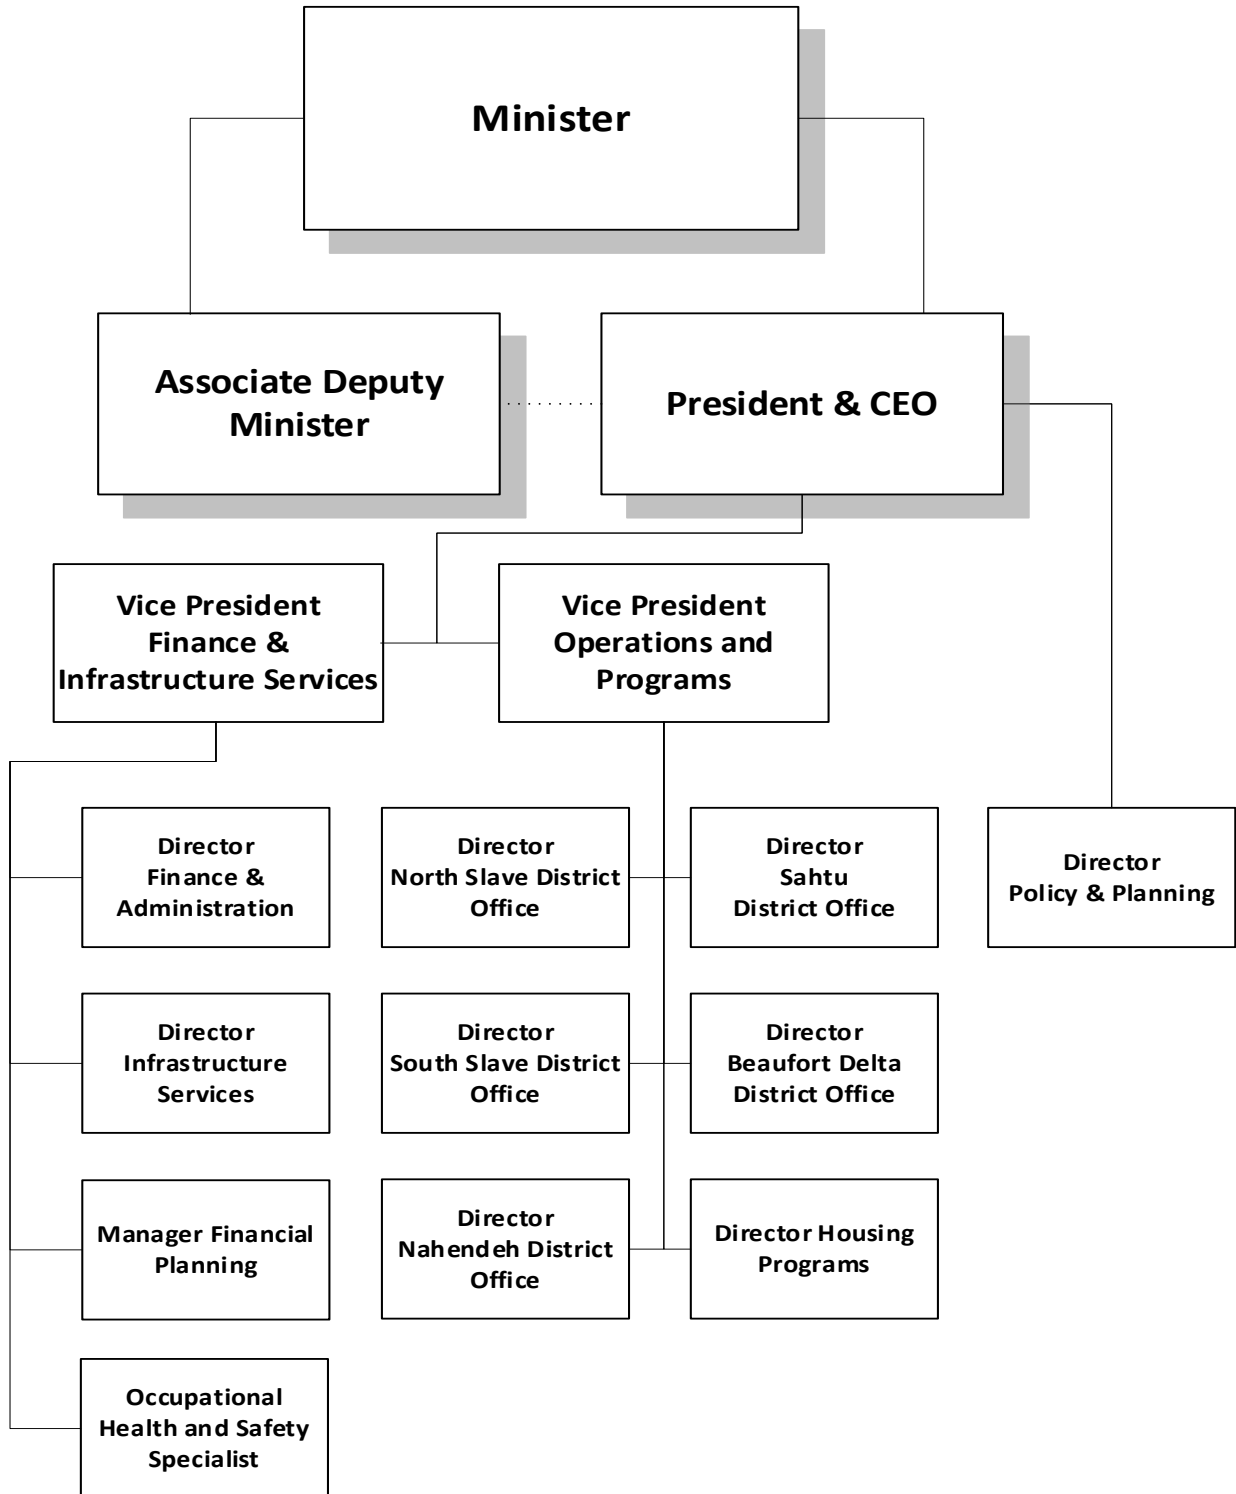 Minister
Associate Deputy
Minister
President & CEO
Vice President
Finance &
Infrastructure Services
Vice President
Operations and
Programs
Director
Finance &
Administration
Director
North Slave District
Office
Director
Sahtu
District Office
Director
Policy & Planning
Director
Infrastructure
Services
Director
South Slave District
Office
Director
Beaufort Delta
District Office
Manager Financial
Planning
Director
Nahendeh District
Office
Director Housing
Programs
Occupational
Health and Safety
Specialist